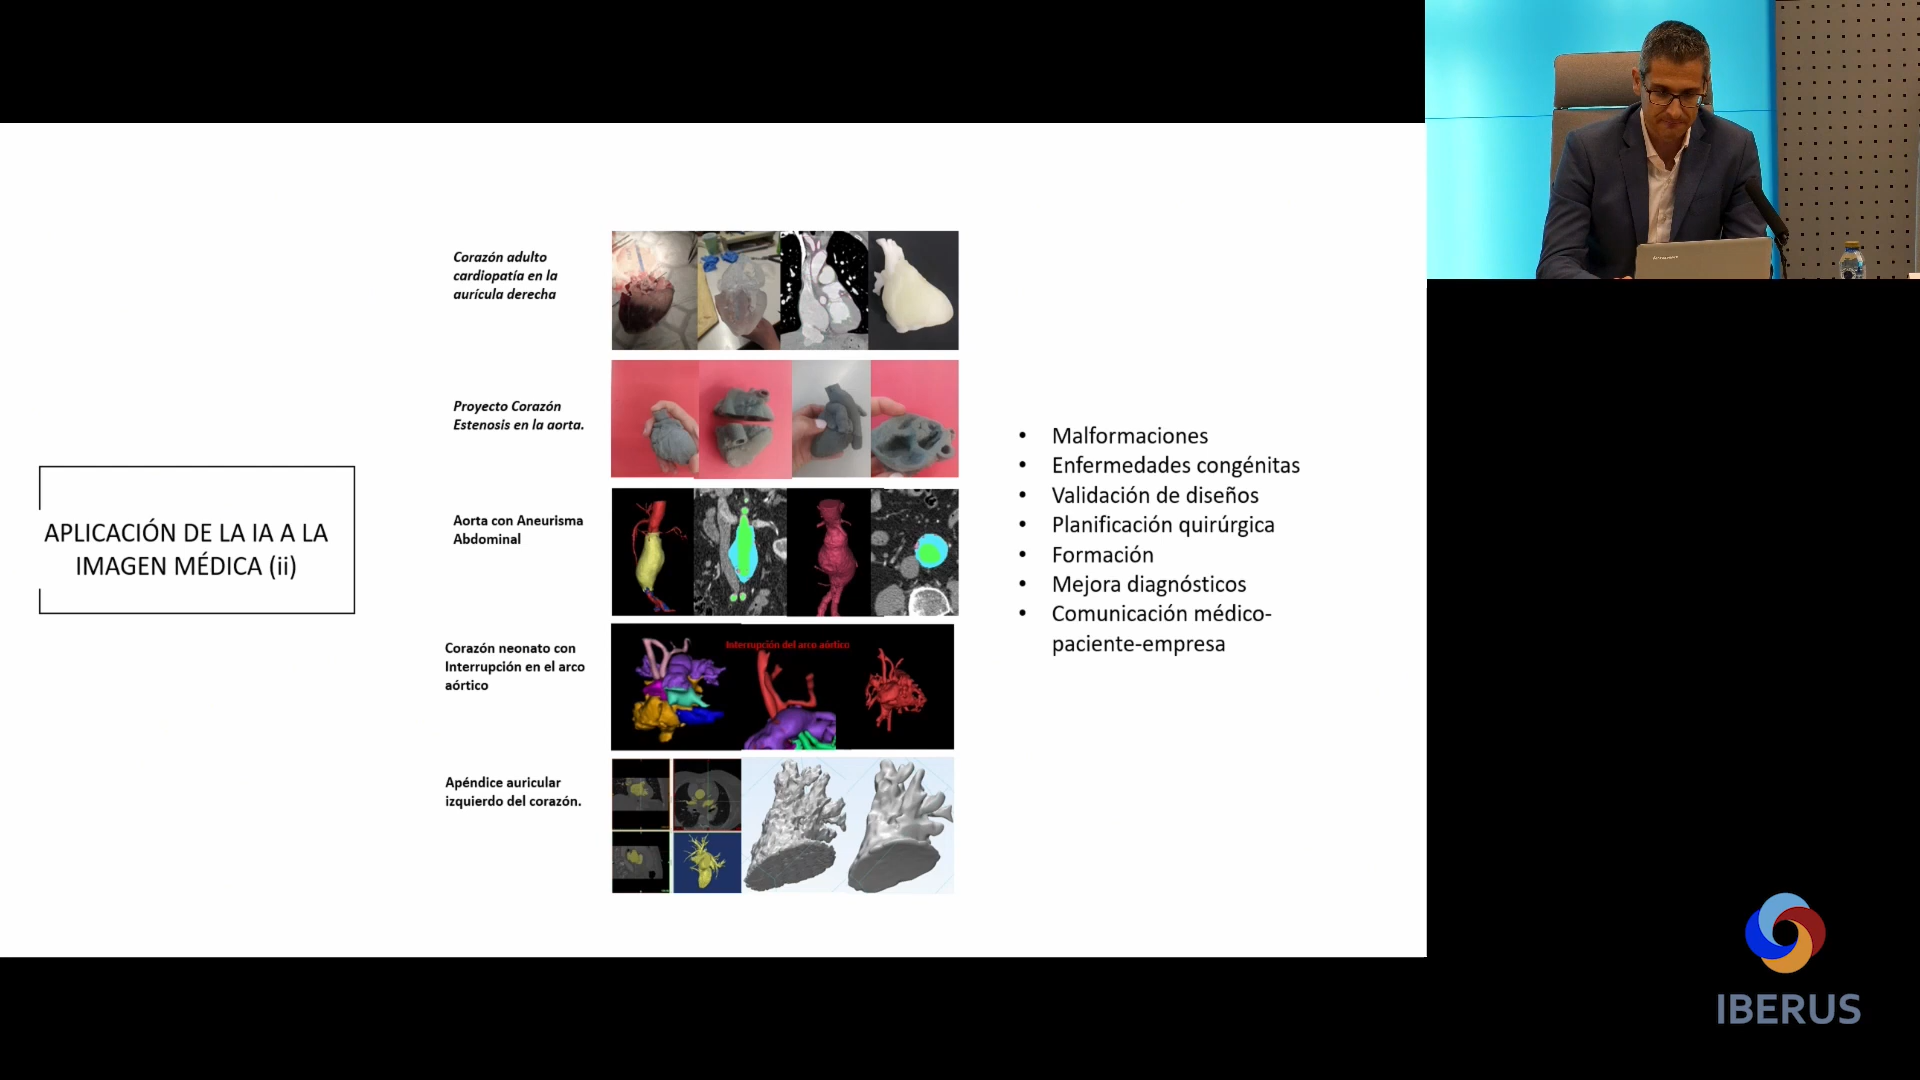 APLICACIÓN DE LA IA A LA
IMAGEN MÉDICA (ii)
Corazón adulto
cardiopatía en la
aurícula derecha
Proyecto Corazón
Estenosis en la aorta.
Aorta con Aneurisma
Abdominal
Corazón neonato con
Interrupción en el arco
aórtico
Interrupción del arco aórtico
Apéndice auricular
izquierdo del corazón.
• Malformaciones
• Enfermedades congénitas
• Validación de diseños
• Planificación quirúrgica
• Formación
• Mejora diagnósticos
• Comunicación médico-
paciente-empresa
IBERUS